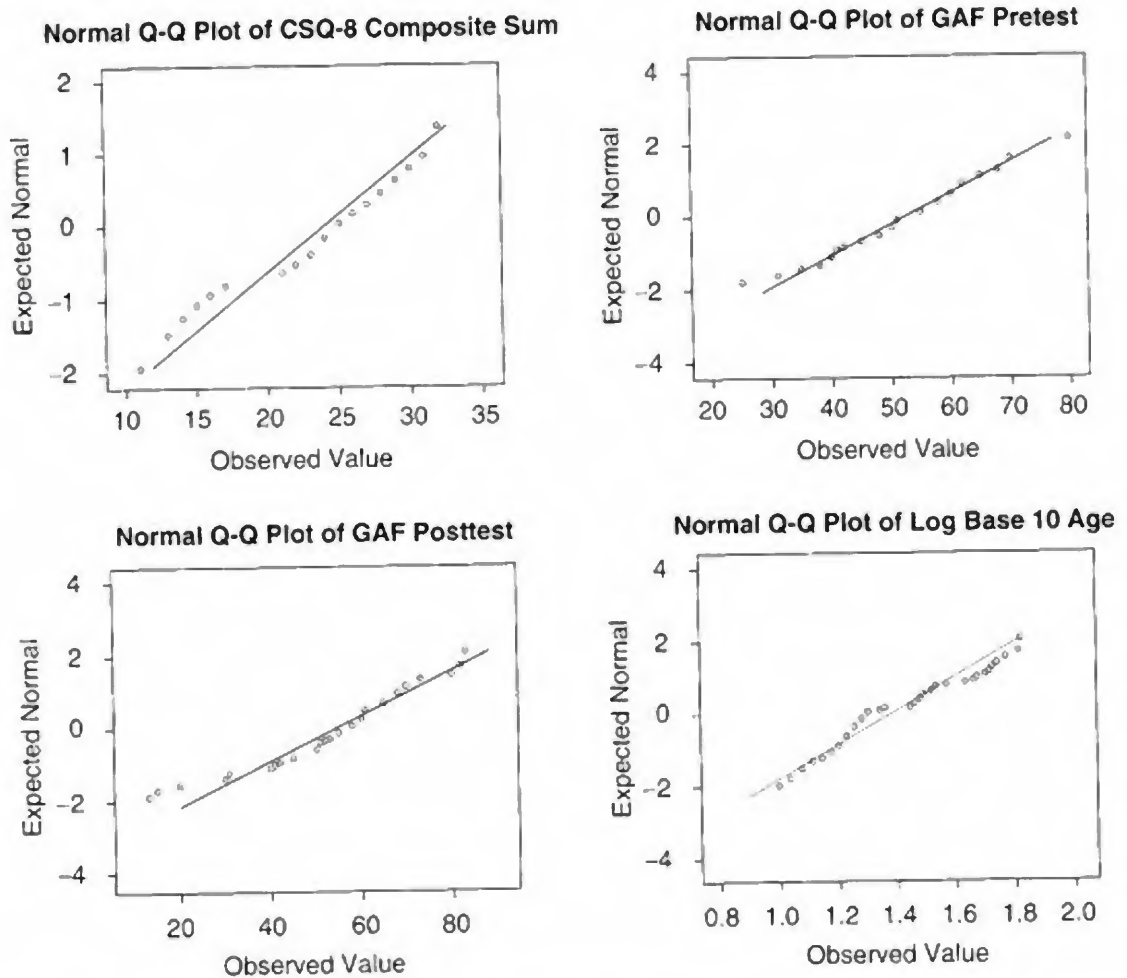 Normal Q-Q Plot of CSQ-8 Composite Sum
2
1
0
−1
−2
Expected Normal
10 15 20 25 30 35
Observed Value
Normal Q-Q Plot of GAF Pretest
4
2
0
−2
−4
Expected Normal
20 30 40 50 60 70 80
Observed Value
Normal Q-Q Plot of GAF Posttest
4
2
0
−2
−4
Expected Normal
20 40 60 80
Observed Value
Normal Q-Q Plot of Log Base 10 Age
4
2
0
−2
−4
Expected Normal
0.8 1.0 1.2 1.4 1.6 1.8 2.0
Observed Value